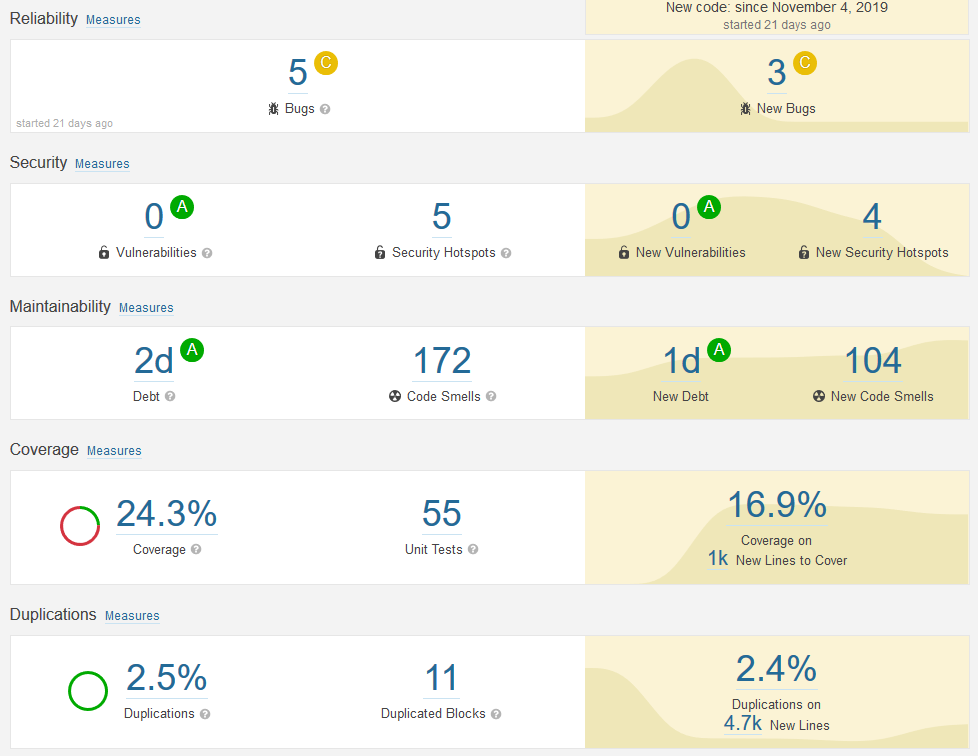 Reliability Measures
New code: since November 4, 2019
started 21 days ago
5 C
Bugs ?
started 21 days ago
3 C
New Bugs
Security Measures
0 A
Vulnerabilities ?
5
Security Hotspots ?
0 A
New Vulnerabilities
4
New Security Hotspots
Maintainability Measures
2d A
Debt ?
172
Code Smells ?
1d A
New Debt
104
New Code Smells
Coverage Measures
24.3%
Coverage ?
55
Unit Tests ?
16.9%
Coverage on
1k New Lines to Cover
Duplications Measures
2.5%
Duplications ?
11
Duplicated Blocks ?
2.4%
Duplications on
4.7k New Lines